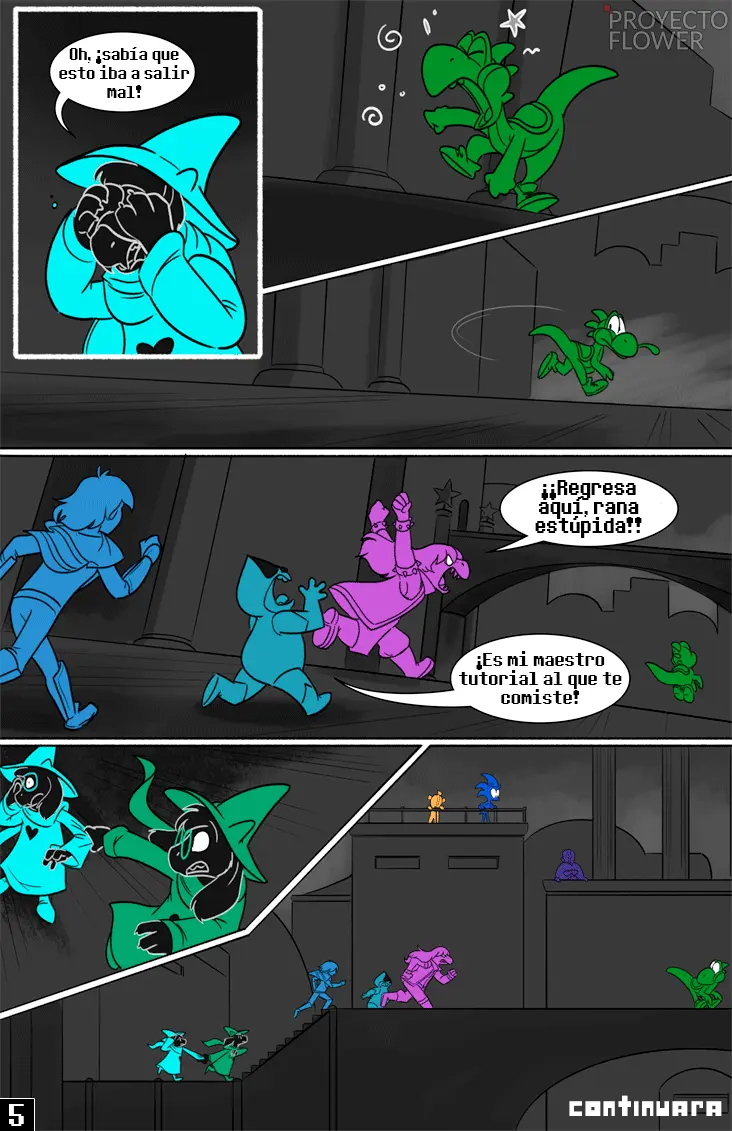 PROYECTO
FLOWER
Oh, ¡sabía que
esto iba a salir
mal!
¡¡Regresa
aquí, rana
estúpida!!
¡Es mi maestro
tutorial al que te
comiste!
5
CONTINUARA